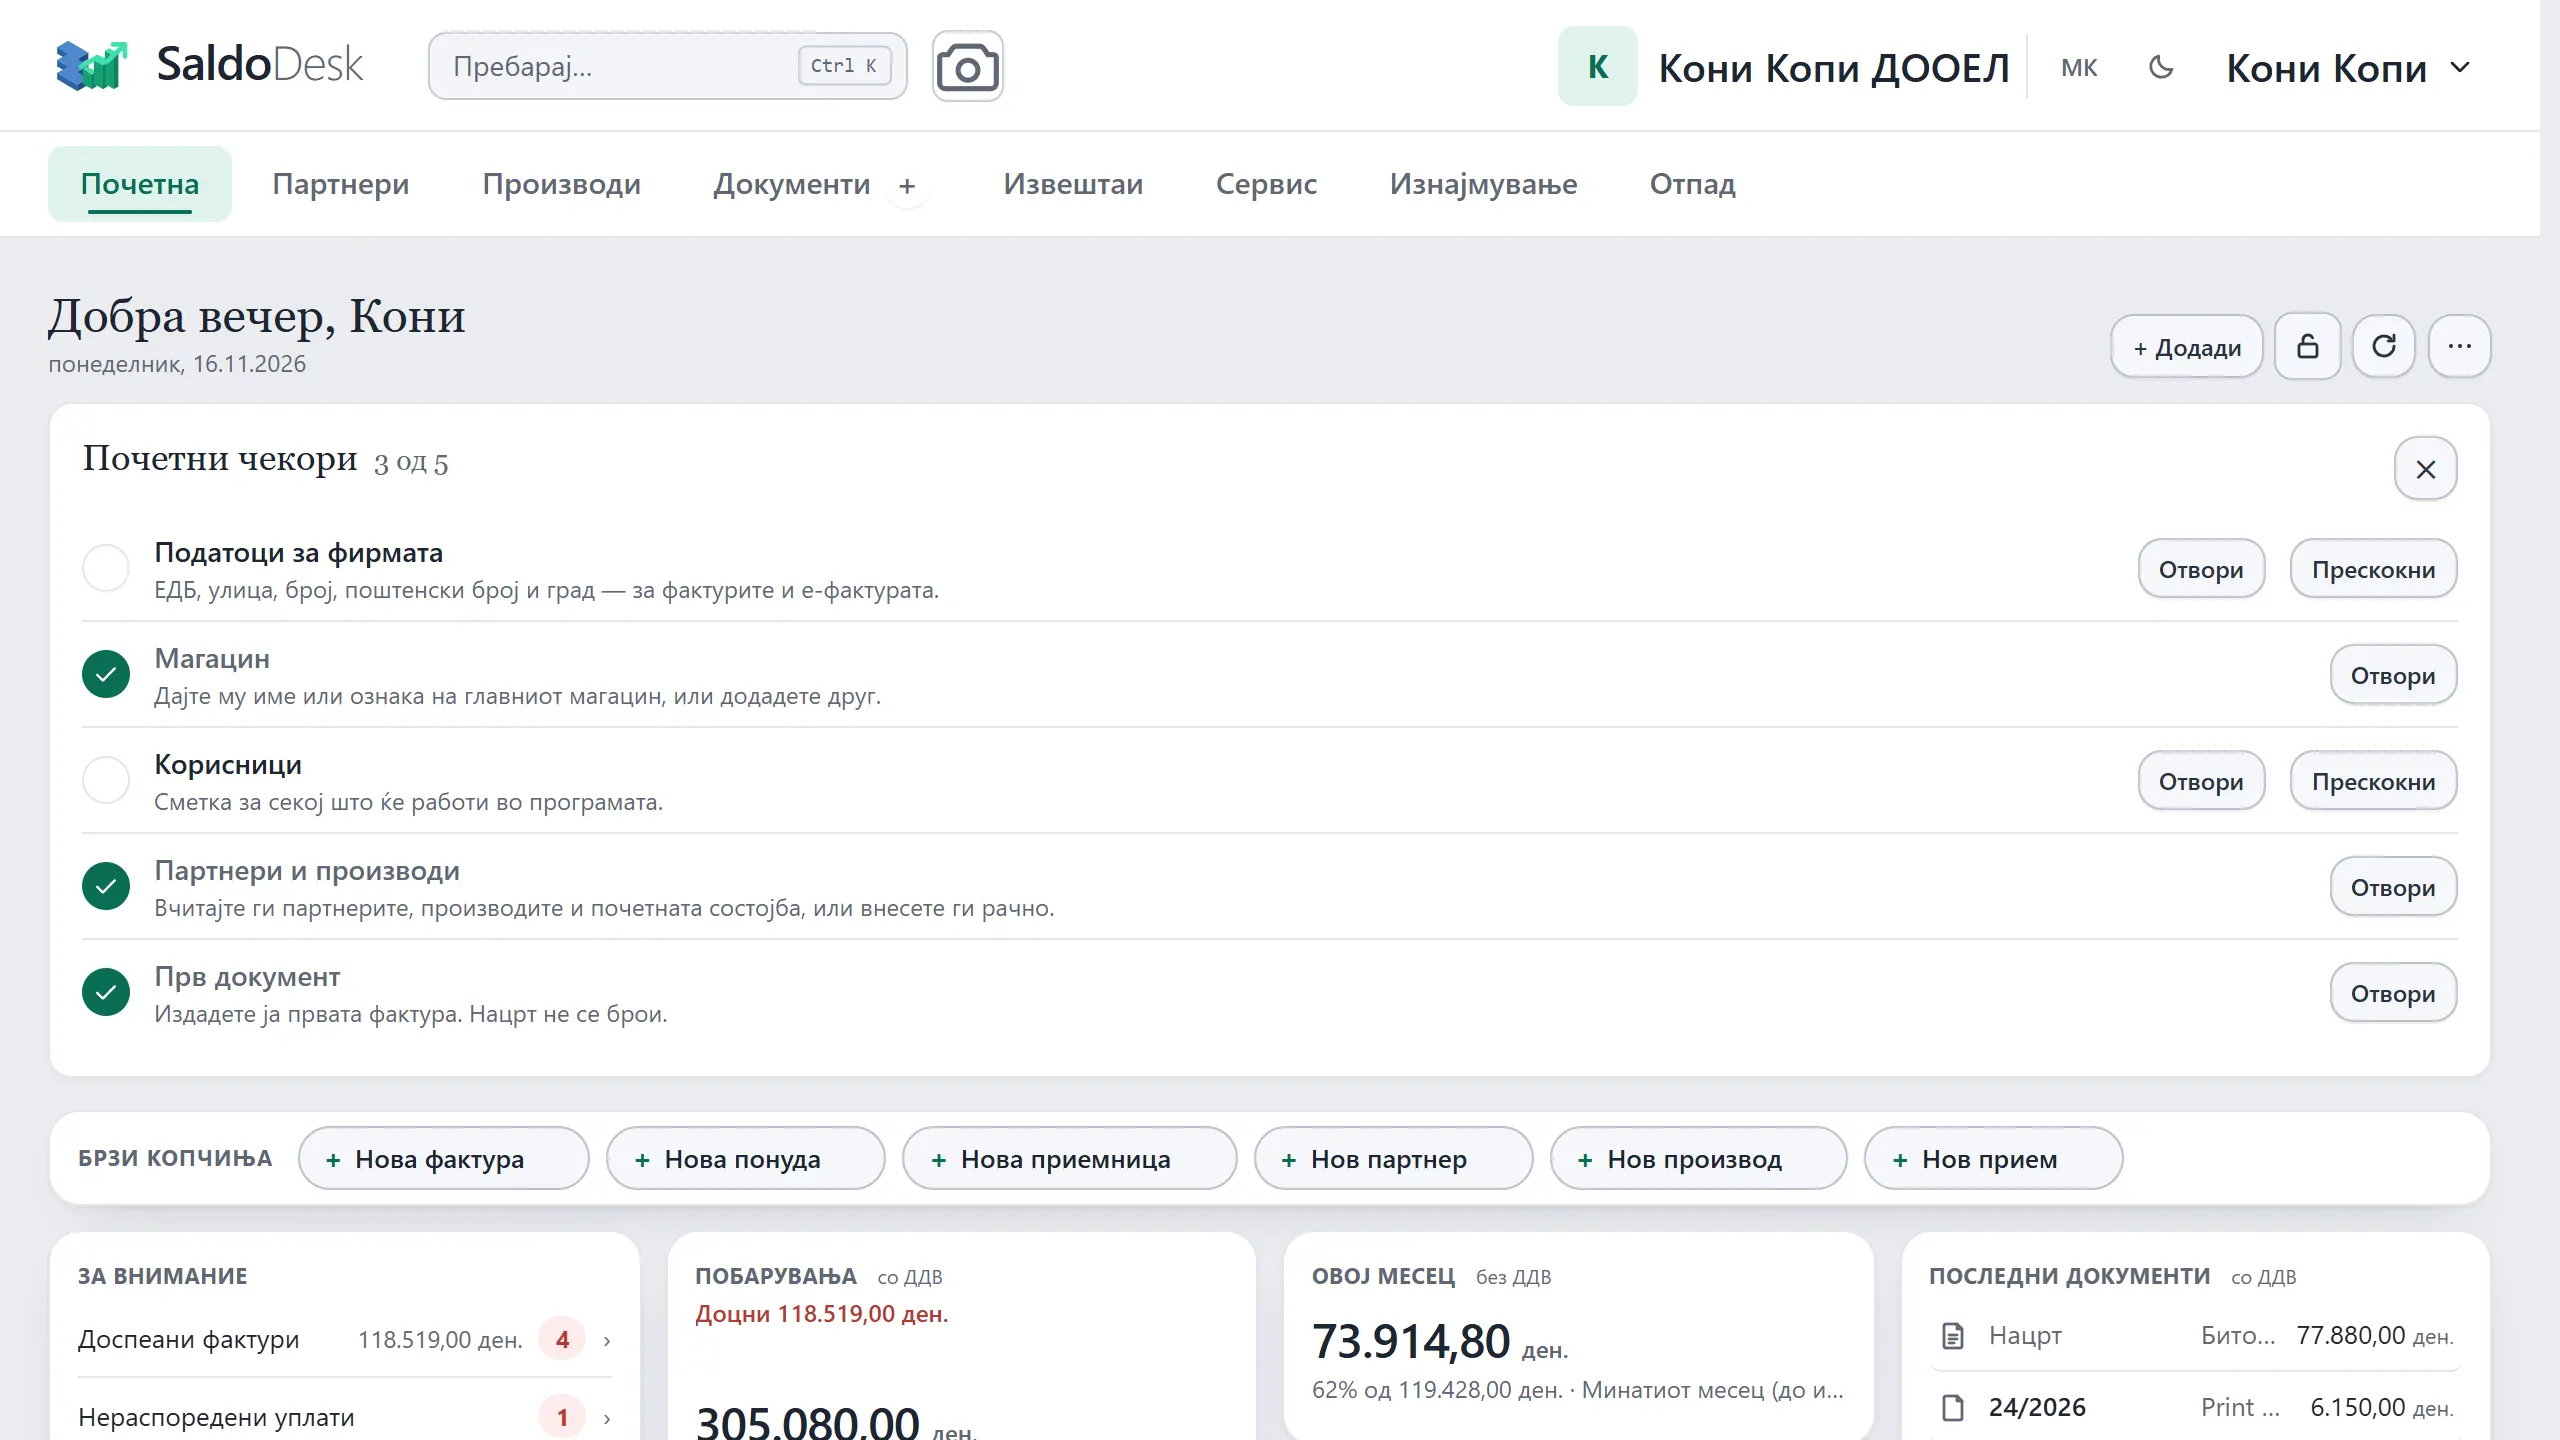 SaldoDesk
Пребарај... Ctrl K
K Кони Копи ДООЕЛ МК Кони Копи
Почетна Партнери Производи Документи + Извештаи Сервис Изнајмување Отпад
Добра вечер, Кони
понеделник, 16.11.2026
+ Додади
Почетни чекори 3 од 5
Податоци за фирмата
ЕДБ, улица, број, поштенски број и град — за фактурите и е-фактурата.
Отвори Прескокни
Магацин
Дајте му име или ознака на главниот магацин, или додадете друг.
Отвори
Корисници
Сметка за секој што ќе работи во програмата.
Отвори Прескокни
Партнери и производи
Вчитајте ги партнерите, производите и почетната состојба, или внесете ги рачно.
Отвори
Прв документ
Издадете ја првата фактура. Нацрт не се брои.
Отвори
БРЗИ КОПЧИЊА + Нова фактура + Нова понуда + Нова приемница + Нов партнер + Нов производ + Нов прием
ЗА ВНИМАНИЕ
Доспеани фактури 118.519,00 ден. 4 ›
Нераспоредени уплати 1 ›
ПОБАРУВАЊА со ДДВ
Доцни 118.519,00 ден.
305.080,00 ден.
ОВОЈ МЕСЕЦ без ДДВ
73.914,80 ден.
62% од 119.428,00 ден. · Минатиот месец (до и...
ПОСЛЕДНИ ДОКУМЕНТИ со ДДВ
Нацрт Бито... 77.880,00 ден.
24/2026 Print ... 6.150,00 ден.